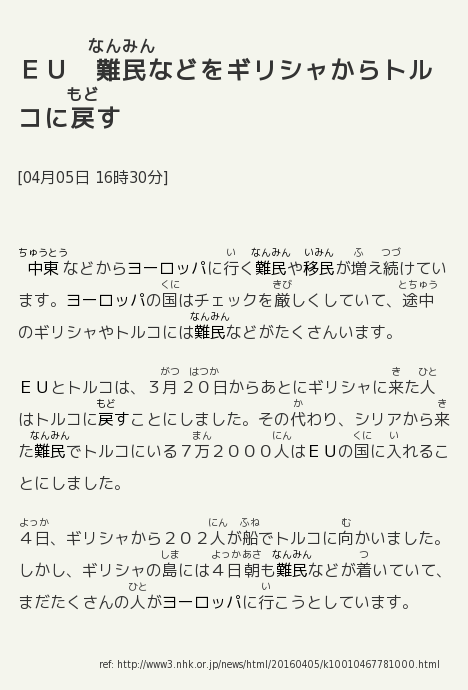 なんみん
ＥＵ　難民などをギリシャからトル
もど
コに戻す
[04月05日 16時30分]
ちゅうとう い なんみん いみん ふ つづ
中東などからヨーロッパに行く難民や移民が増え続けてい
くに きび とちゅう
ます。ヨーロッパの国はチェックを厳しくしていて、途中
なんみん
のギリシャやトルコには難民などがたくさんいます。
がつ はつか き ひと
ＥＵとトルコは、３月２０日からあとにギリシャに来た人
もど か き
はトルコに戻すことにしました。その代わり、シリアから来
なんみん まん にん くに い
た難民でトルコにいる７万２０００人はＥＵの国に入れるこ
とにしました。
よっか にん ふね む
４日、ギリシャから２０２人が船でトルコに向かいました。
しま よっかあさ なんみん つ
しかし、ギリシャの島には４日朝も難民などが着いていて、
ひと い
まだたくさんの人がヨーロッパに行こうとしています。
ref: http://www3.nhk.or.jp/news/html/20160405/k10010467781000.html